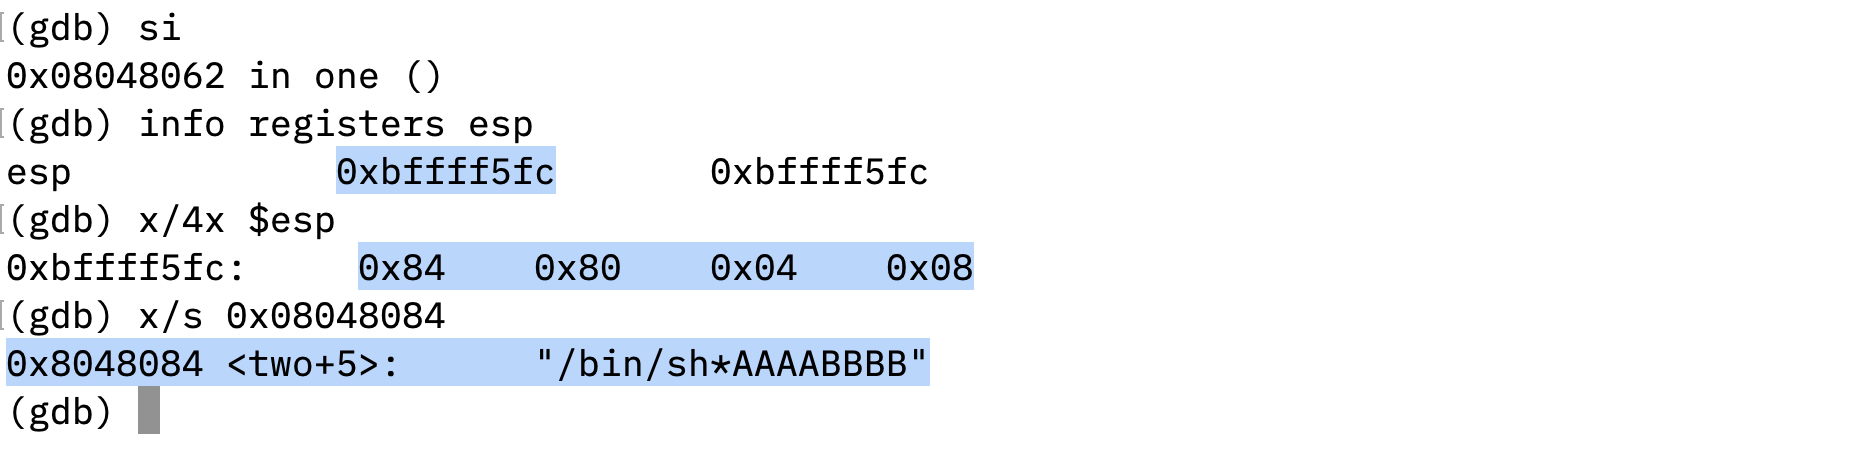 (gdb) si
0x08048062 in one ()
(gdb) info registers esp
esp            0xbffff5fc       0xbffff5fc
(gdb) x/4x $esp
0xbffff5fc:     0x84    0x80    0x04    0x08
(gdb) x/s 0x08048084
0x8048084 <two+5>:      "/bin/sh*AAAABBBB"
(gdb)